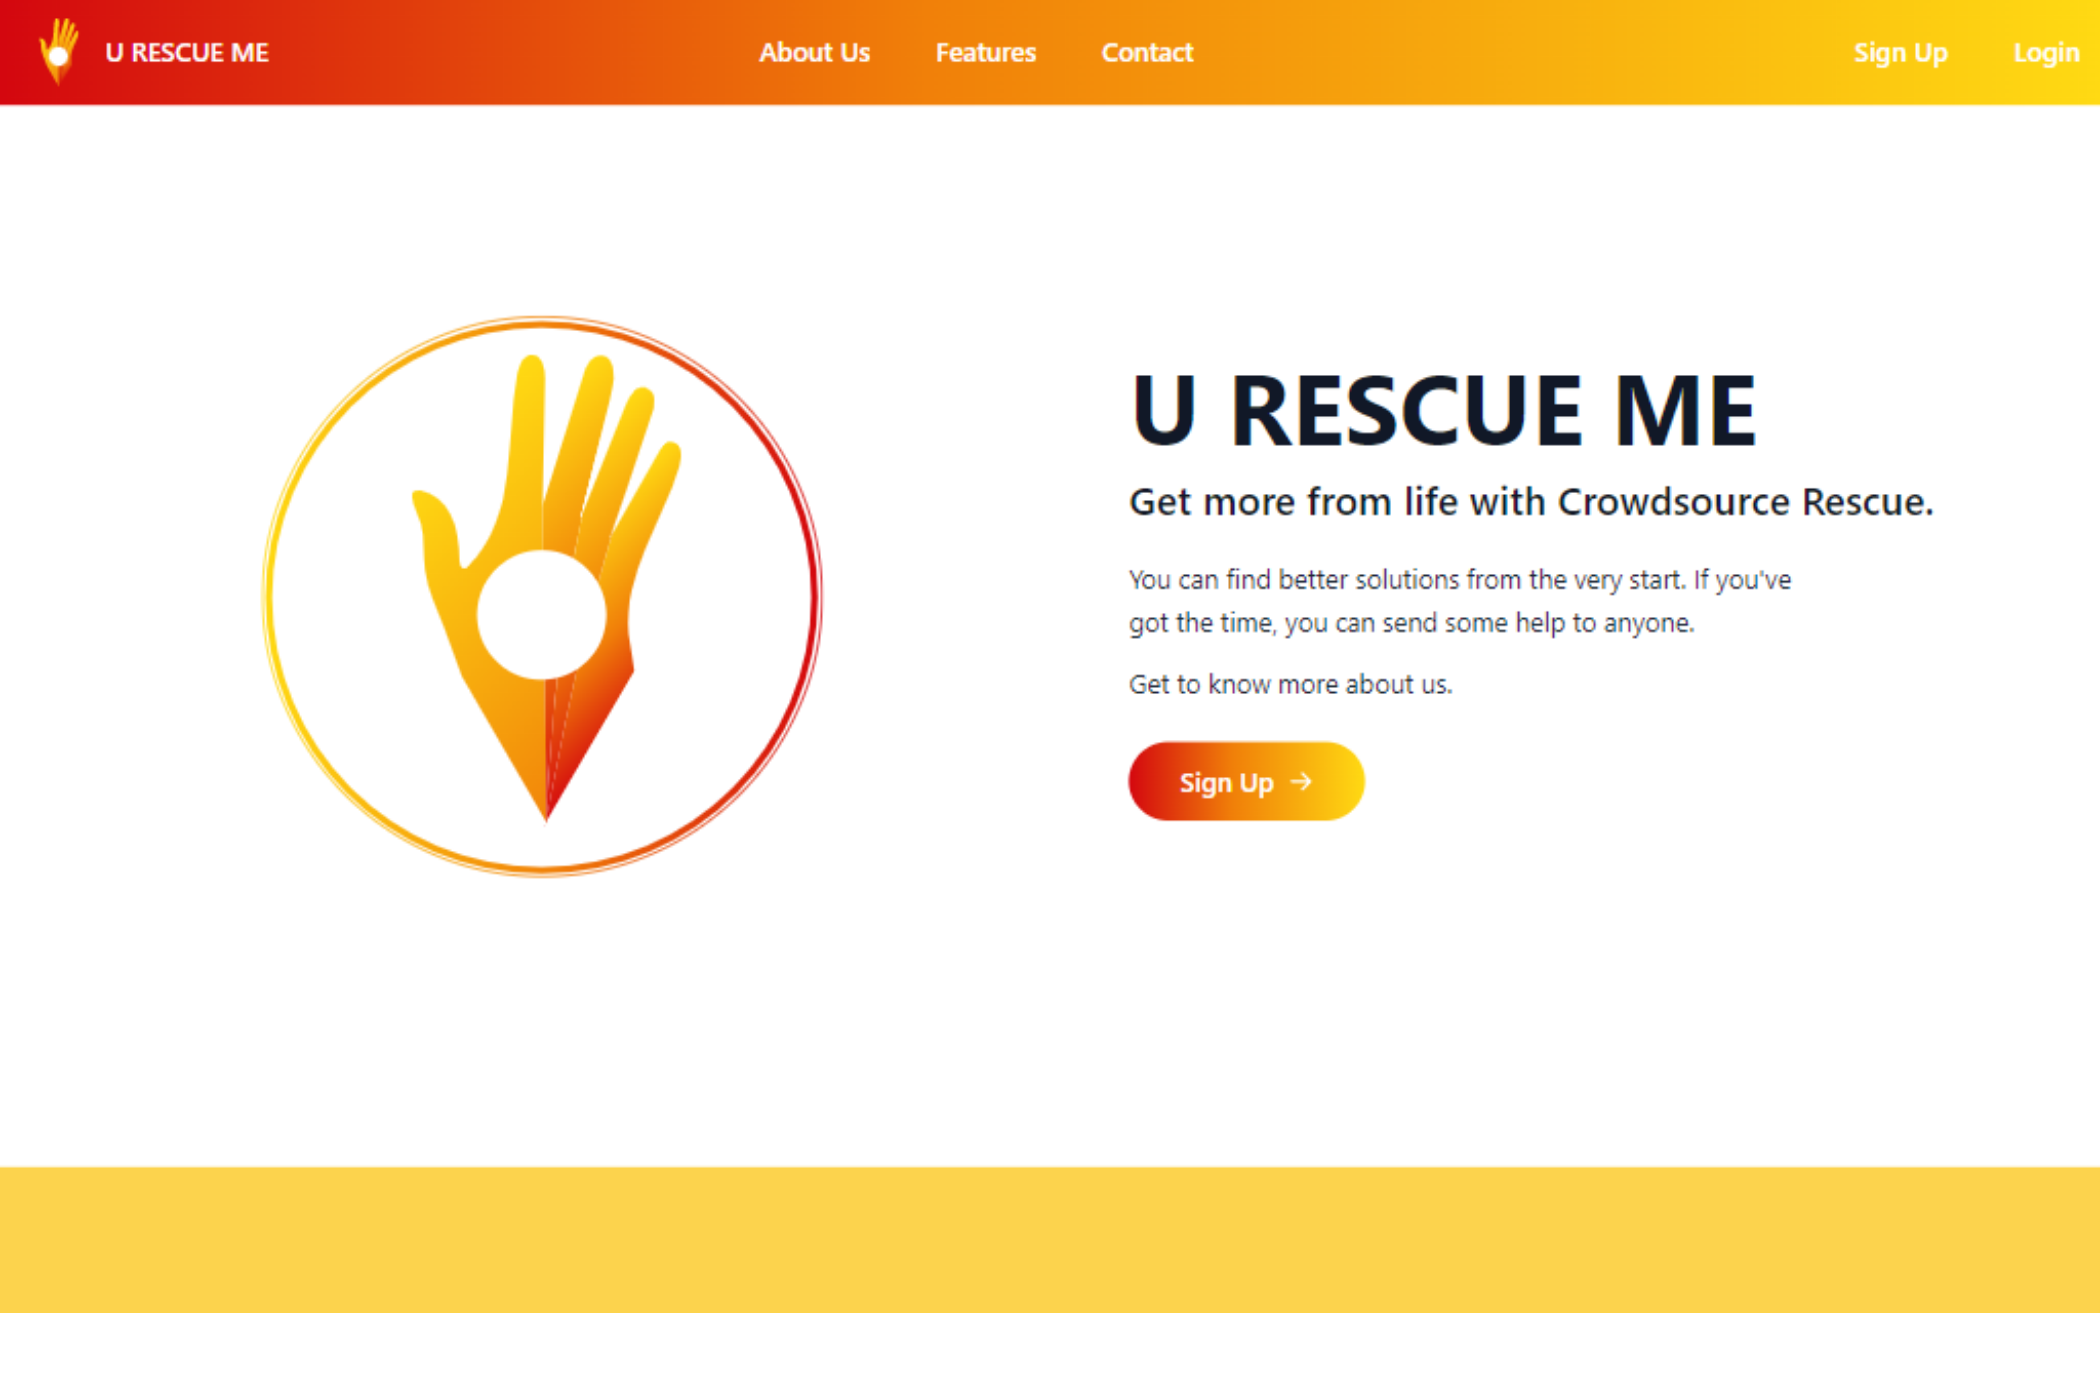 U RESCUE ME
About Us
Features
Contact
Sign Up
Login
U RESCUE ME
Get more from life with Crowdsource Rescue.
You can find better solutions from the very start. If you've
got the time, you can send some help to anyone.
Get to know more about us.
Sign Up →